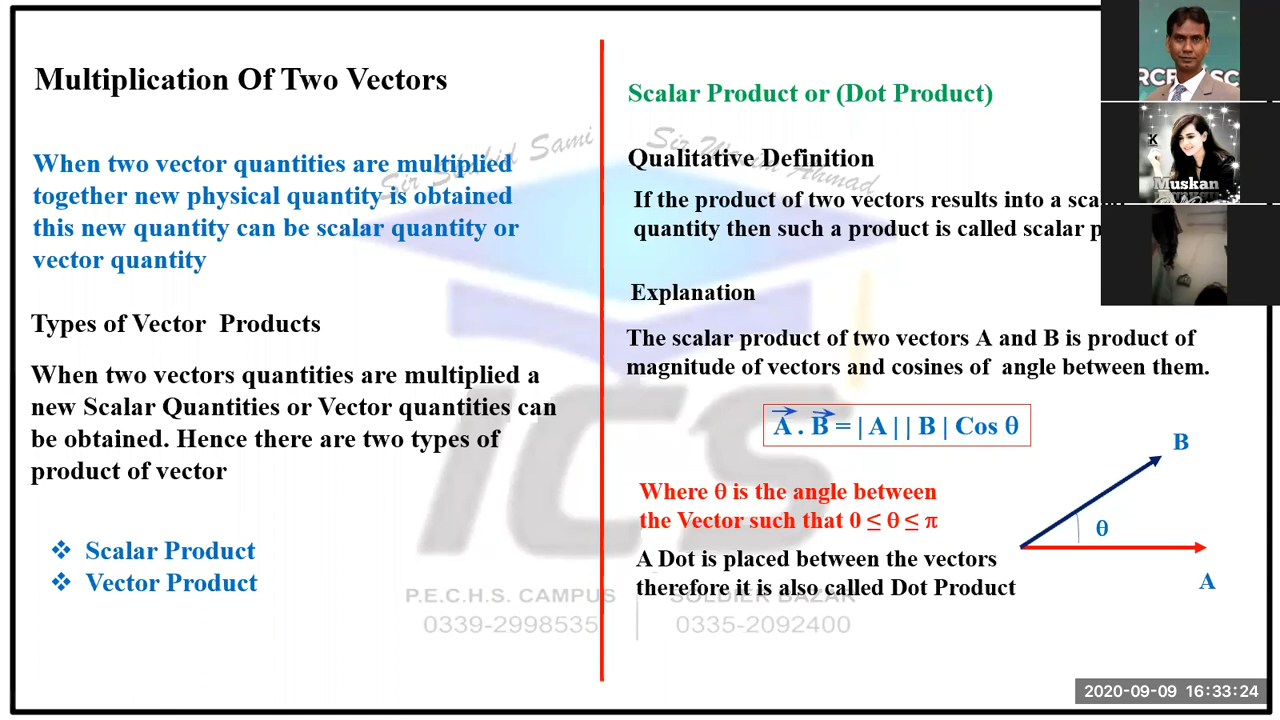 Multiplication Of Two Vectors
When two vector quantities are multiplied
together new physical quantity is obtained
this new quantity can be scalar quantity or
vector quantity
Types of Vector Products
When two vectors quantities are multiplied a
new Scalar Quantities or Vector quantities can
be obtained. Hence there are two types of
product of vector
❖ Scalar Product
❖ Vector Product
Scalar Product or (Dot Product)
Qualitative Definition
If the product of two vectors results into a
quantity then such a product is called scalar
Explanation
The scalar product of two vectors A and B is product of
magnitude of vectors and cosines of angle between them.
A . B = | A | | B | Cos θ
Where θ is the angle between
the Vector such that 0 ≤ θ ≤ π
A Dot is placed between the vectors
therefore it is also called Dot Product
B
θ
A
Sami
Sir
Ahmad
ICS
P.E.C.H.S. CAMPUS
0339-2998535
SOLDIER BAZAR
0335-2092400
K
Muskan
2020-09-09 16:33:24